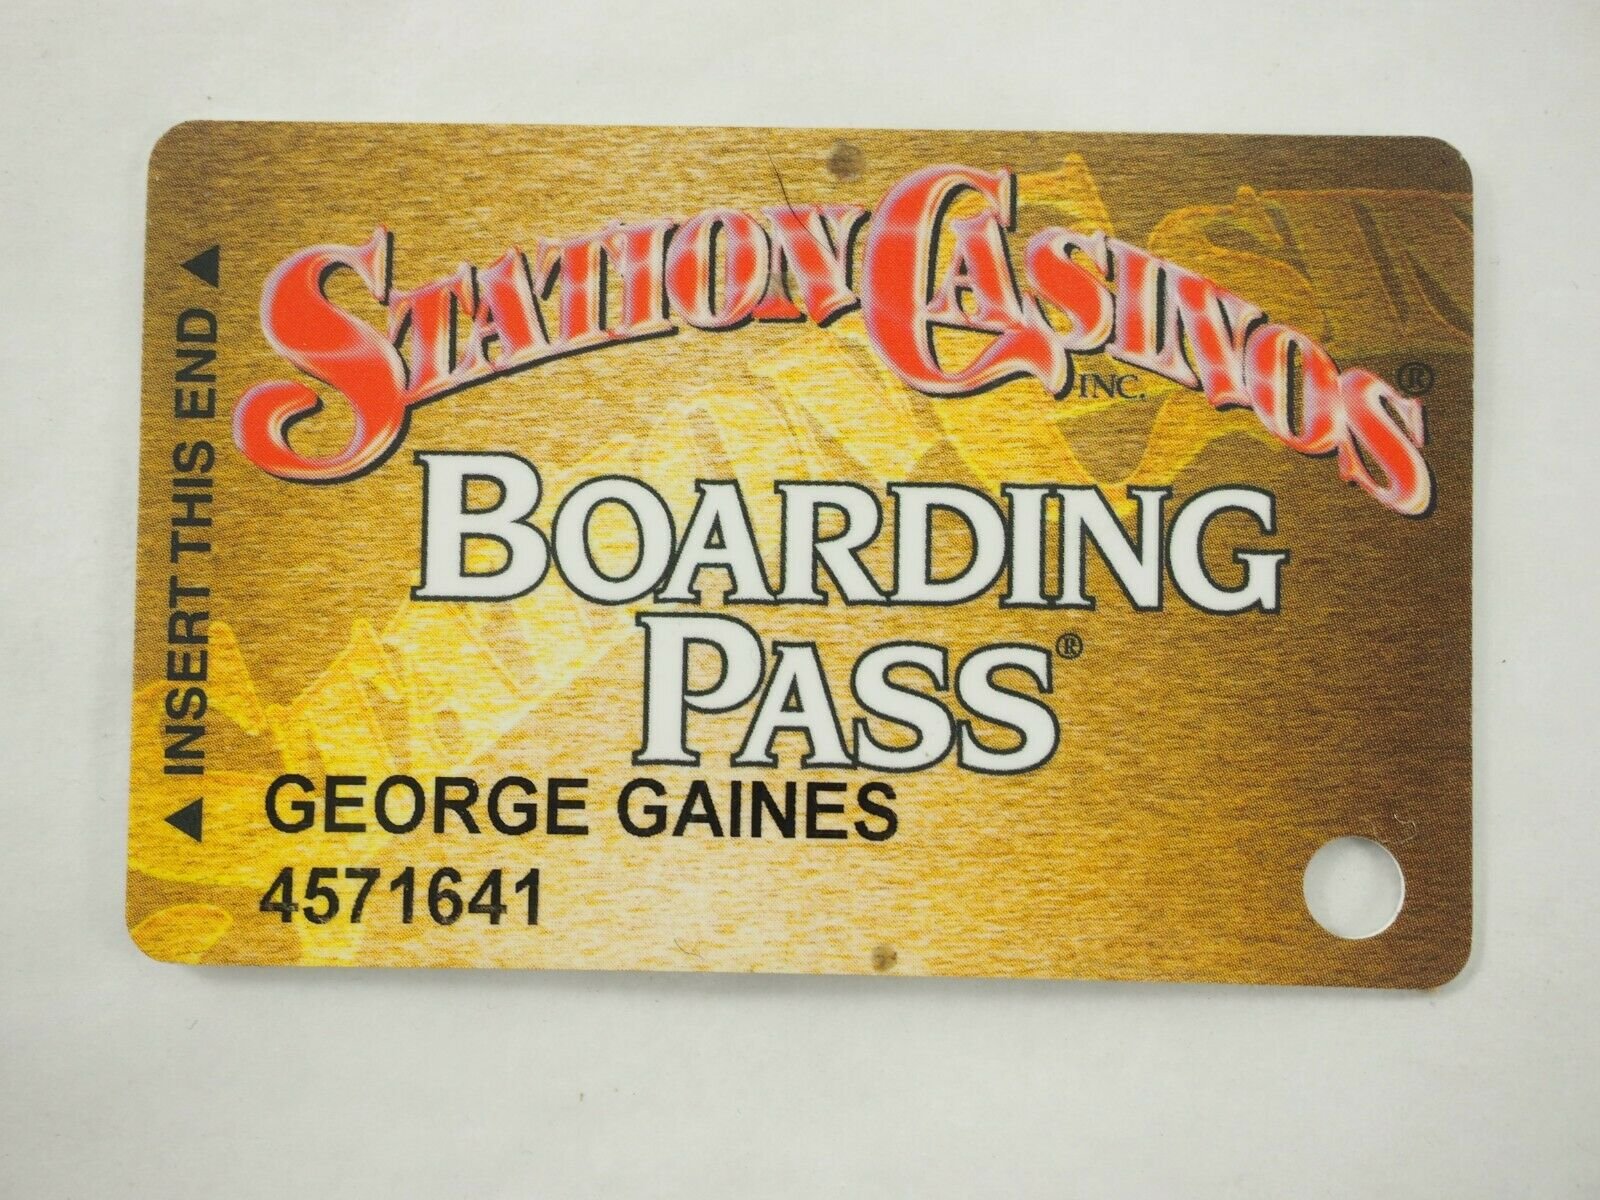 STATION CASINOS®
INC.
BOARDING
PASS®
GEORGE GAINES
4571641
▲ INSERT THIS END ▲